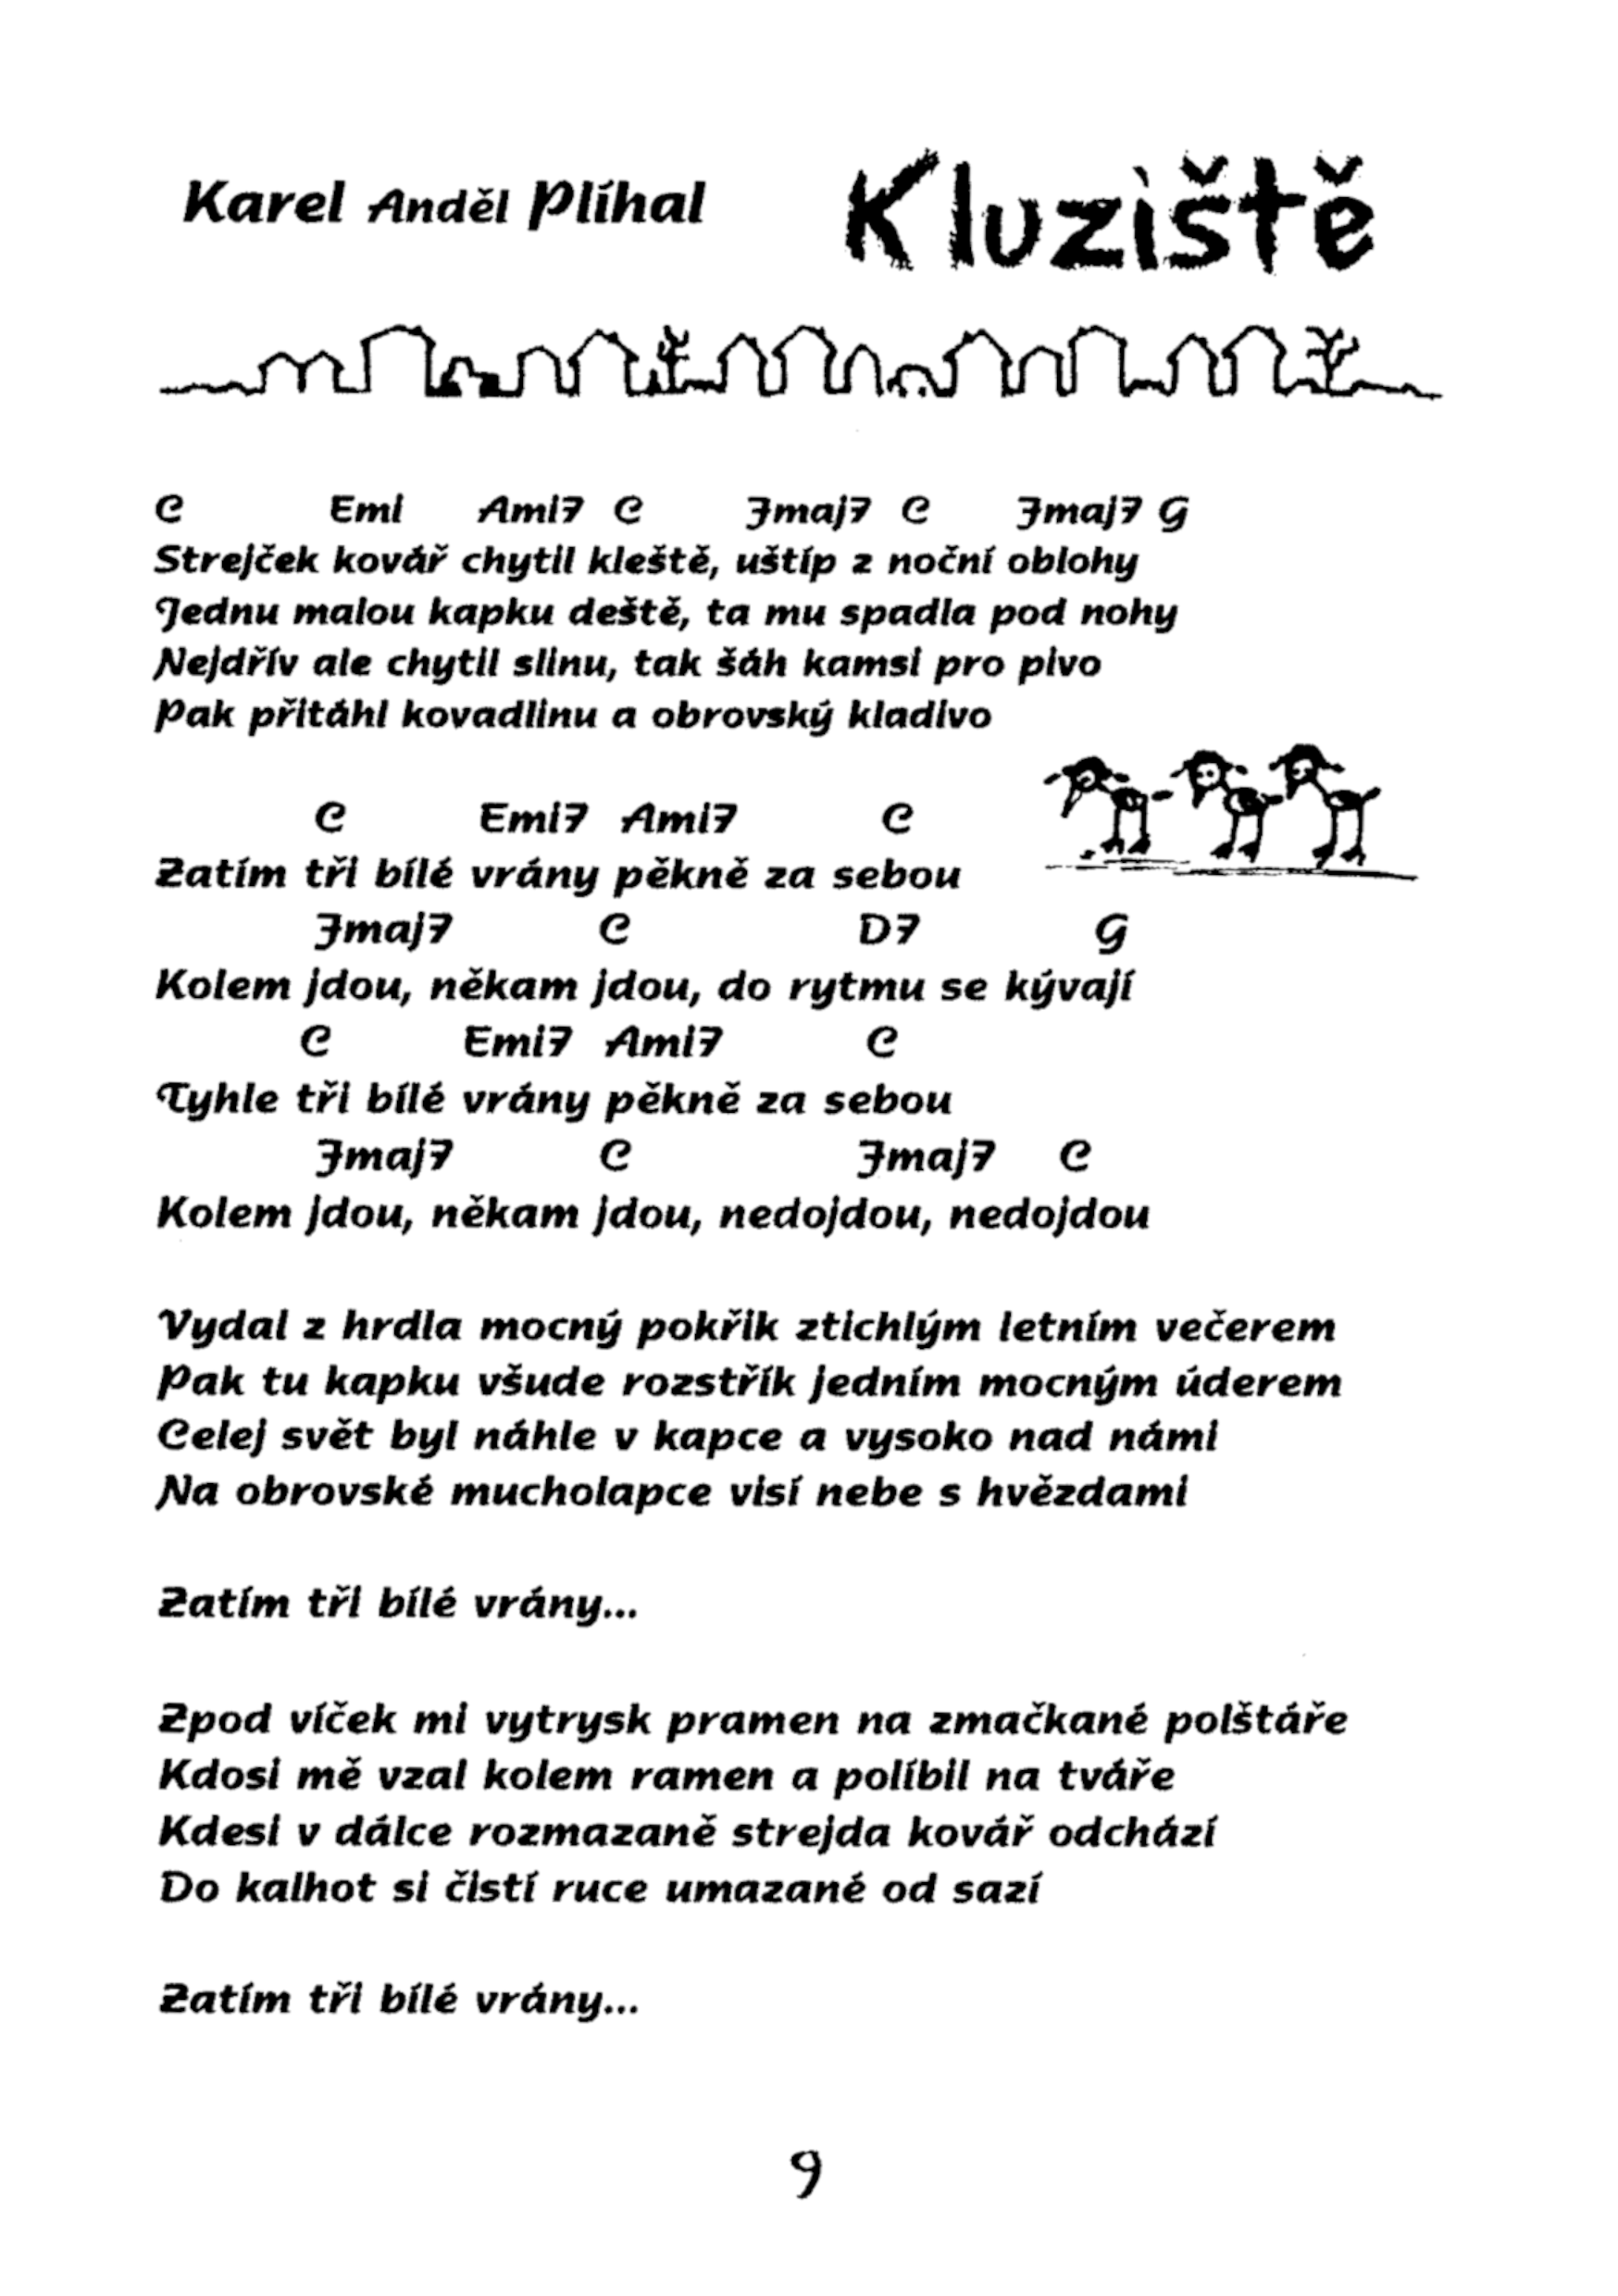 Karel Anděl Plíhal Kluziště
C Emi Ami7 C Fmaj7 C Fmaj7 G
Strejček kovář chytil kleště, uštíp z noční oblohy
Jednu malou kapku deště, ta mu spadla pod nohy
Nejdřív ale chytil slinu, tak šáh kamsi pro pivo
Pak přitáhl kovadlinu a obrovský kladivo
C Emi7 Ami7 C
Zatím tři bílé vrány pěkně za sebou
Fmaj7 C D7 G
Kolem jdou, někam jdou, do rytmu se kývají
C Emi7 Ami7 C
Tyhle tři bílé vrány pěkně za sebou
Fmaj7 C Fmaj7 C
Kolem jdou, někam jdou, nedojdou, nedojdou
Vydal z hrdla mocný pokřik ztichlým letním večerem
Pak tu kapku všude rozstřík jedním mocným úderem
Celej svět byl náhle v kapce a vysoko nad námi
Na obrovské mucholapce visí nebe s hvězdami
Zatím tři bílé vrány...
Zpod víček mi vytrysk pramen na zmačkané polštáře
Kdosi mě vzal kolem ramen a políbil na tváře
Kdesi v dálce rozmazaně strejda kovář odchází
Do kalhot si čistí ruce umazané od sazí
Zatím tři bílé vrány...
9